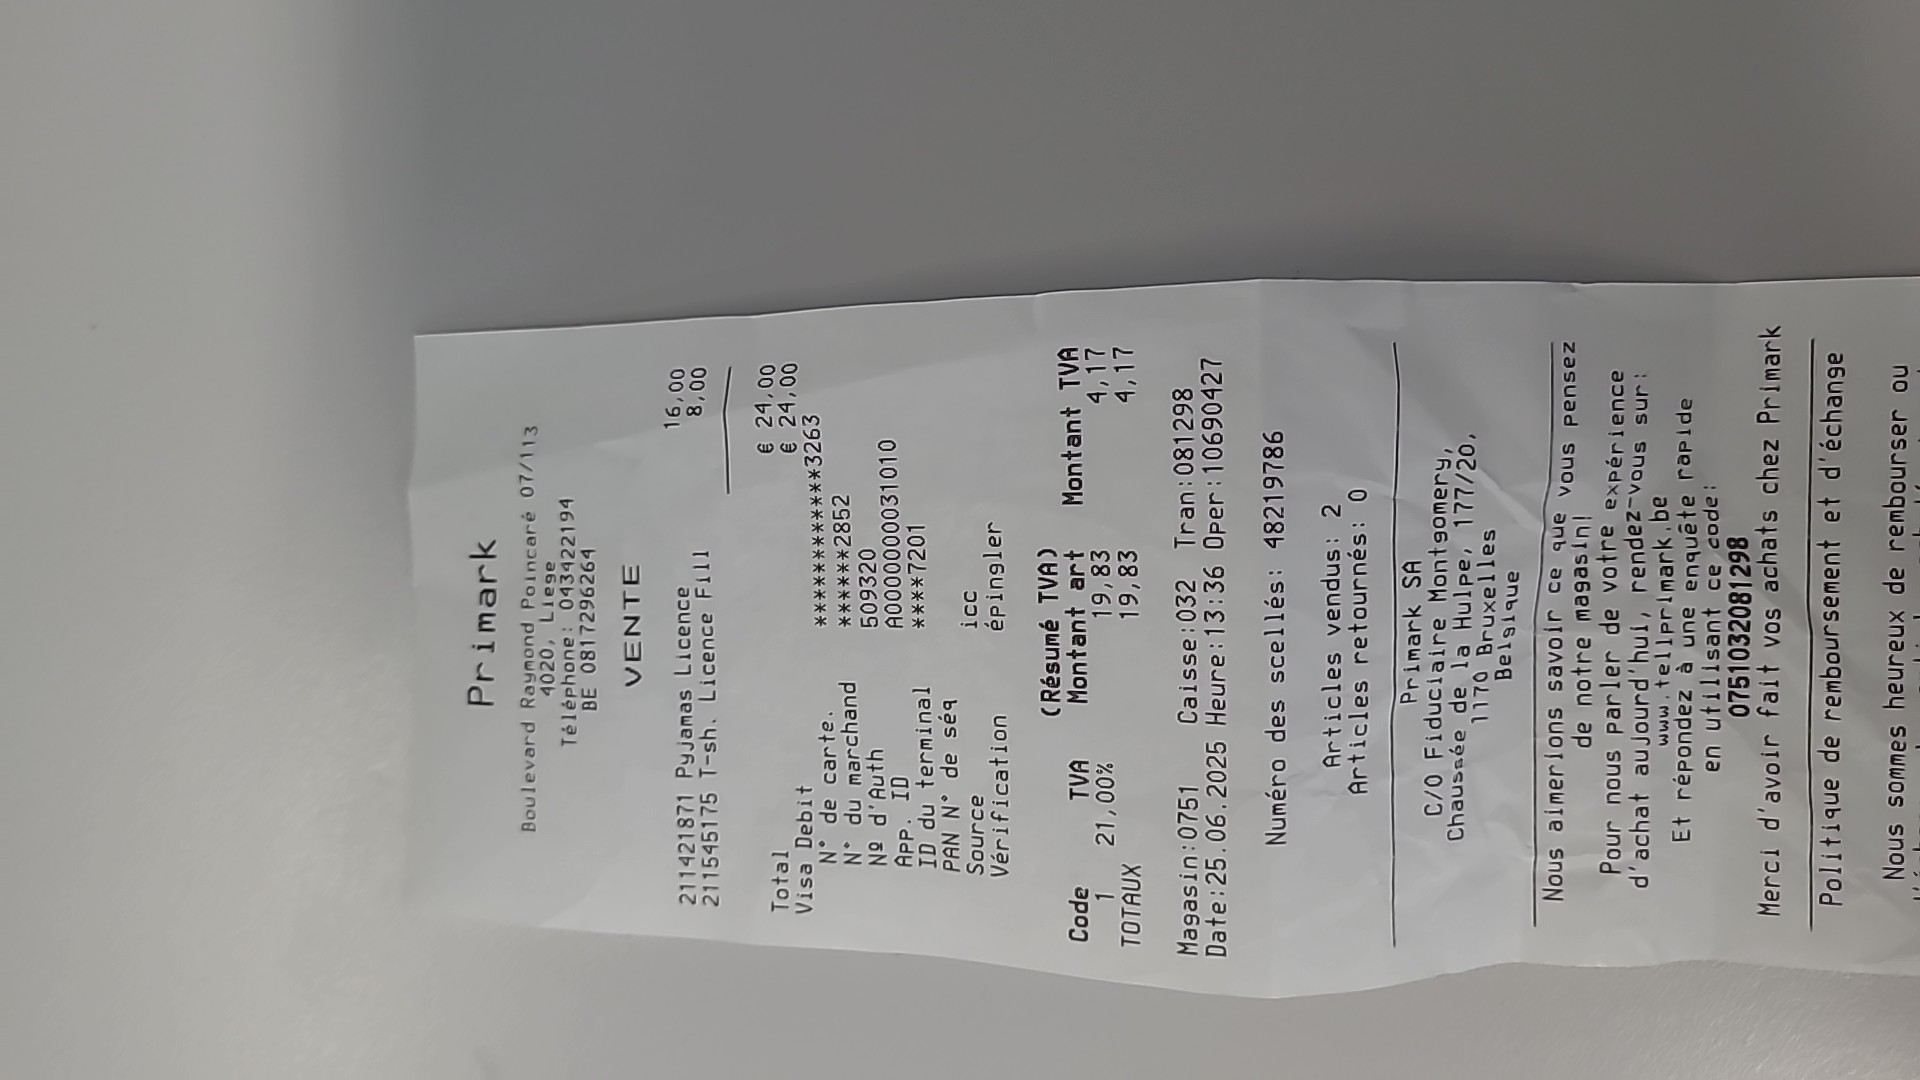 Primark
Boulevard Raymond Poincaré 07/13
4020, Liege
Téléphone: 043422194
BE 0817296264
VENTE
211421871 Pyjamas Licence 16,00
211545175 T-sh. Licence Fill 8,00
Total € 24,00
Visa Debit € 24,00
N° de carte. ************3263
N° du marchand ******2852
Nº d'Auth 509320
App. ID A0000000031010
ID du terminal ****7201
PAN N° de séq
Source icc
Vérification épingler
(Résumé TVA)
Code TVA Montant art Montant TVA
1 21,00% 19,83 4,17
TOTAUX 19,83 4,17
Magasin:0751 Caisse:032 Tran:081298
Date:25.06.2025 Heure:13:36 Oper:10690427
Numéro des scellés: 48219786
Articles vendus: 2
Articles retournés: 0
Primark SA
C/O Fiduciaire Montgomery,
Chaussée de la Hulpe, 177/20,
1170 Bruxelles
Belgique
Nous aimerions savoir ce que vous pensez
de notre magasin!
Pour nous parler de votre expérience
d'achat aujourd'hui, rendez-vous sur:
www.tellprimark.be
Et répondez à une enquête rapide
en utilisant ce code:
075103208​1298
Merci d'avoir fait vos achats chez Primark
Politique de remboursement et d'échange
Nous sommes heureux de rembourser ou